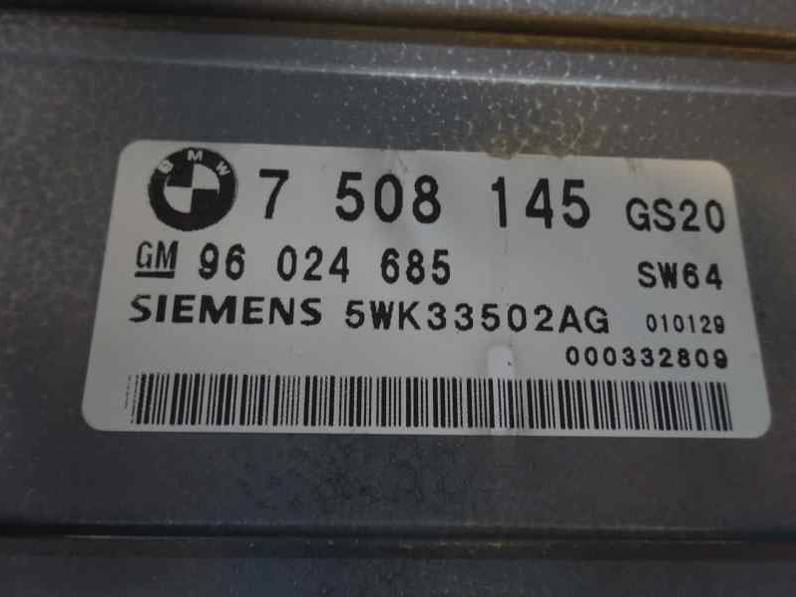 BMW 7 508 145 GS20
GM 96 024 685 SW64
SIEMENS 5WK33502AG 010129
000332809